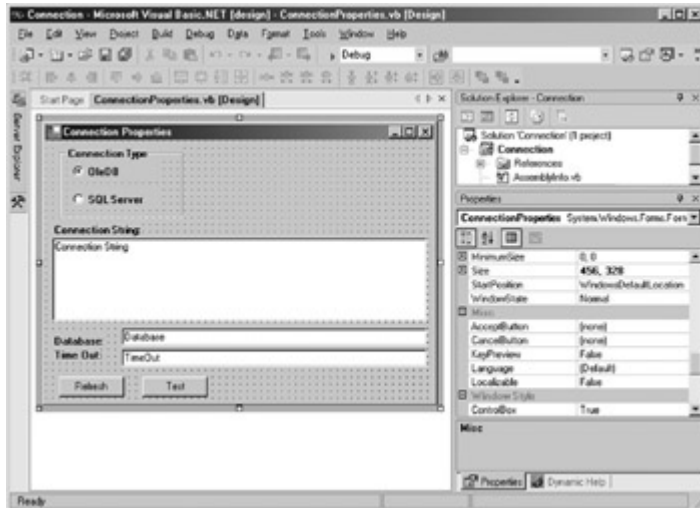 Connection - Microsoft Visual Basic.NET [design] - ConnectionProperties.vb [Design]
File Edit View Project Build Debug Data Format Tools Window Help
Debug
Start Page ConnectionProperties.vb [Design]
Server Explorer
Connection Properties
Connection Type
OleDB
SQL Server
Connection String:
Connection String
Database:
Database
Time Out:
TimeOut
Refresh Test
Solution Explorer - Connection
Solution 'Connection' (1 project)
Connection
References
AssemblyInfo.vb
Properties
ConnectionProperties System.Windows.Forms.Form
MinimumSize 0, 0
Size 456, 328
StartPosition WindowsDefaultLocation
WindowState Normal
Misc
AcceptButton (none)
CancelButton (none)
KeyPreview False
Language (Default)
Localizable False
Window Style
ControlBox True
Misc
Properties Dynamic Help
Ready